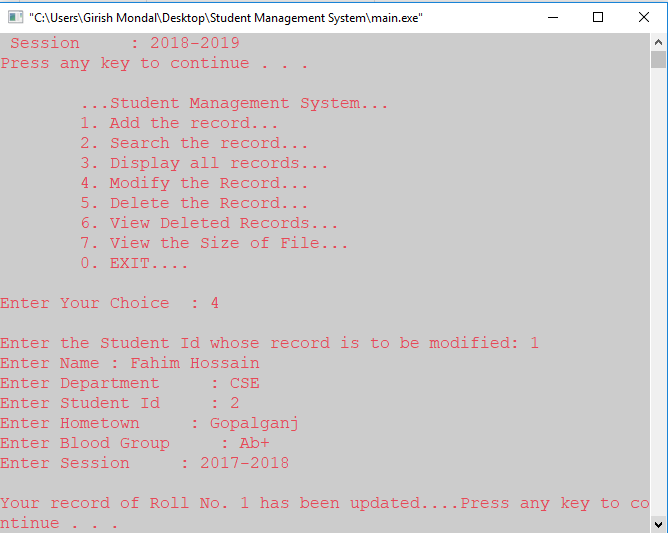 "C:\Users\Girish Mondal\Desktop\Student Management System\main.exe"
Session     : 2018-2019
Press any key to continue . . .
...Student Management System...
1. Add the record...
2. Search the record...
3. Display all records...
4. Modify the Record...
5. Delete the Record...
6. View Deleted Records...
7. View the Size of File...
0. EXIT....
Enter Your Choice  : 4
Enter the Student Id whose record is to be modified: 1
Enter Name : Fahim Hossain
Enter Department     : CSE
Enter Student Id     : 2
Enter Hometown     : Gopalganj
Enter Blood Group     : Ab+
Enter Session     : 2017-2018
Your record of Roll No. 1 has been updated....Press any key to co
ntinue . . .